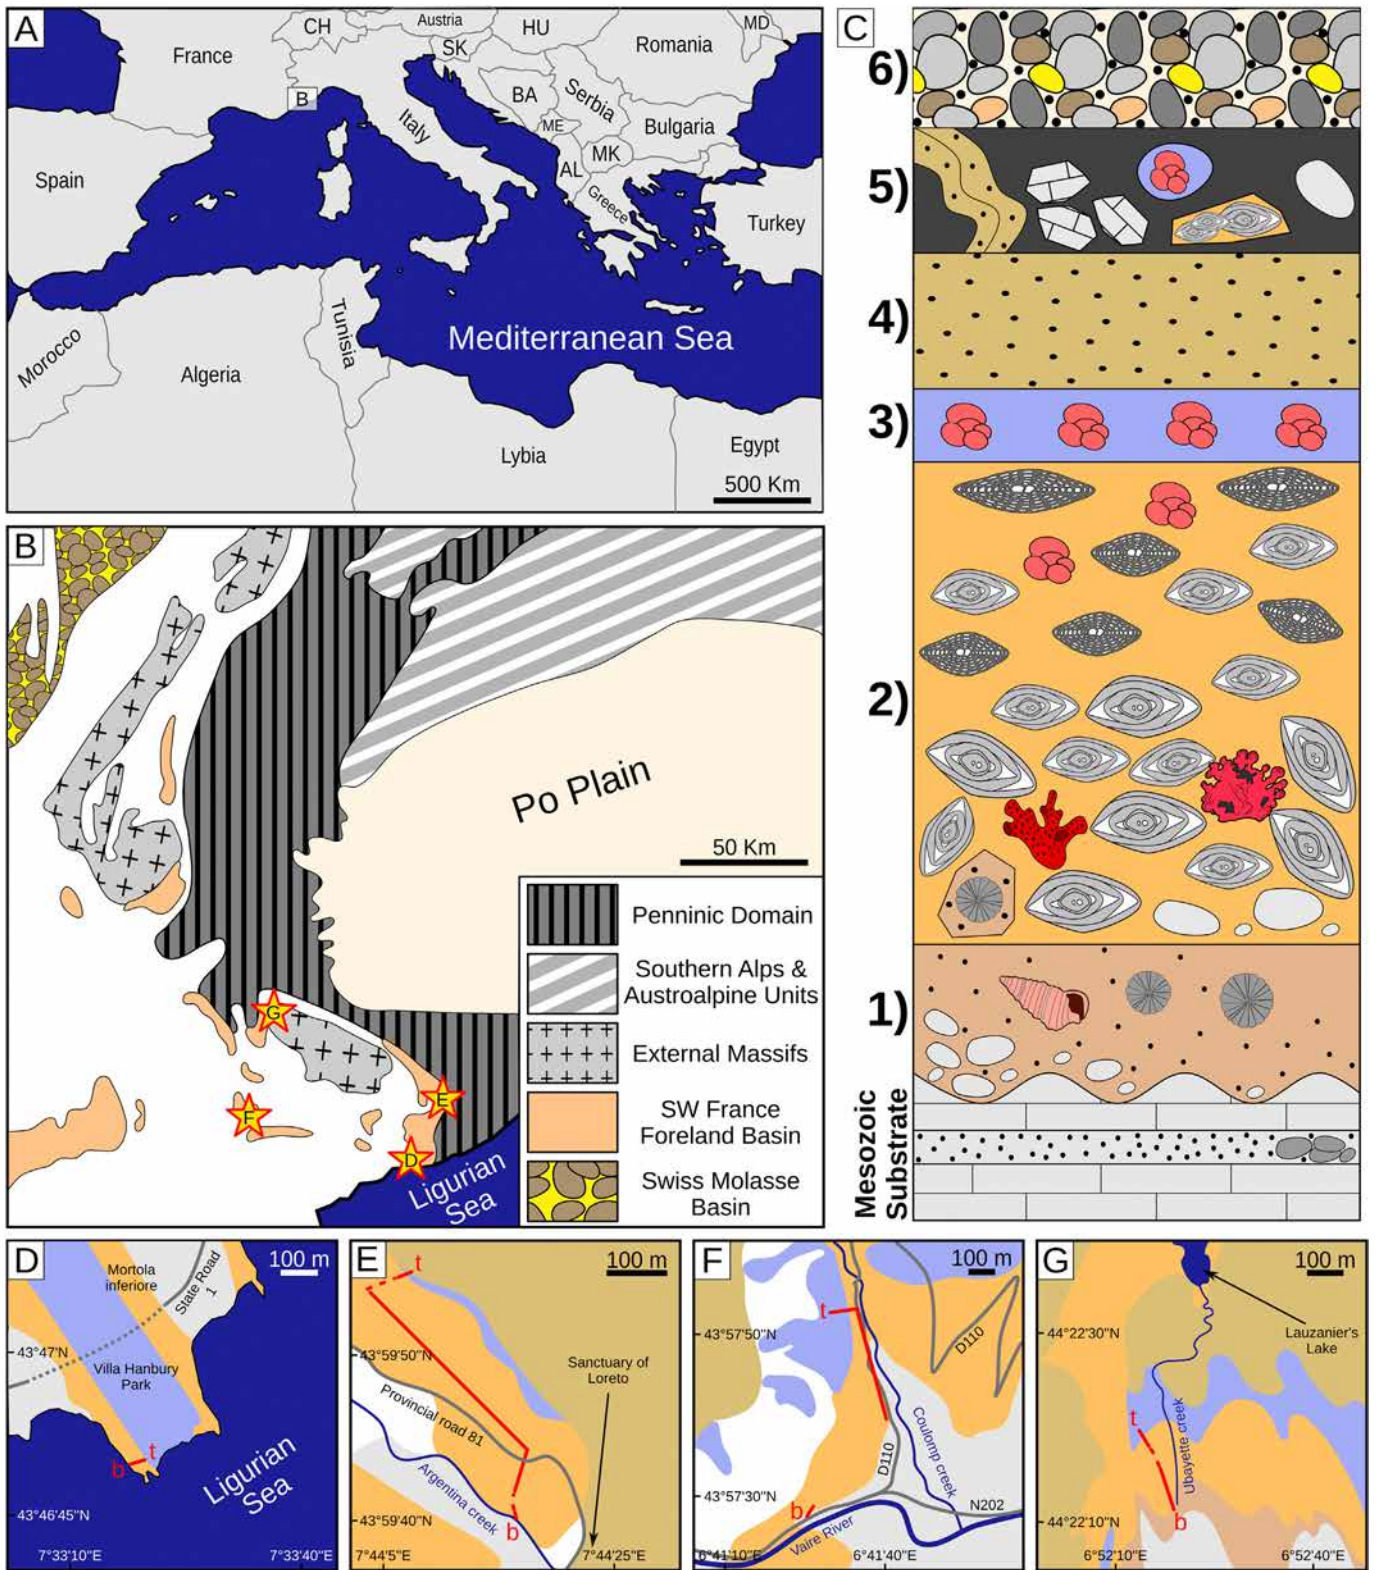 A
France
CH
Austria
HU
MD
SK
Romania
B
BA
Serbia
Italy
ME
Bulgaria
Spain
AL
MK
Greece
Turkey
Morocco
Algeria
Tunisia
Mediterranean Sea
Lybia
Egypt
500 Km
B
Po Plain
50 Km
Penninic Domain
Southern Alps &
Austroalpine Units
External Massifs
SW France
Foreland Basin
Swiss Molasse
Basin
G
E
F
D
Ligurian
Sea
C
6)
5)
4)
3)
2)
1)
Mesozoic
Substrate
D
100 m
Mortola
inferiore
State Road
1
43°47'N
Villa Hanbury
Park
b
t
Ligurian
Sea
43°46'45"N
7°33'10"E
7°33'40"E
E
100 m
t
43°59'50"N
Sanctuary of
Loreto
Provincial road 81
Argentina creek
b
43°59'40"N
7°44'5"E
7°44'25"E
F
100 m
t
43°57'50"N
D110
Coulomp creek
D110
43°57'30"N
b
N202
Vaire River
6°41'10"E
6°41'40"E
G
100 m
44°22'30"N
Lauzanier's
Lake
t
Ubayette creek
b
44°22'10"N
6°52'10"E
6°52'40"E